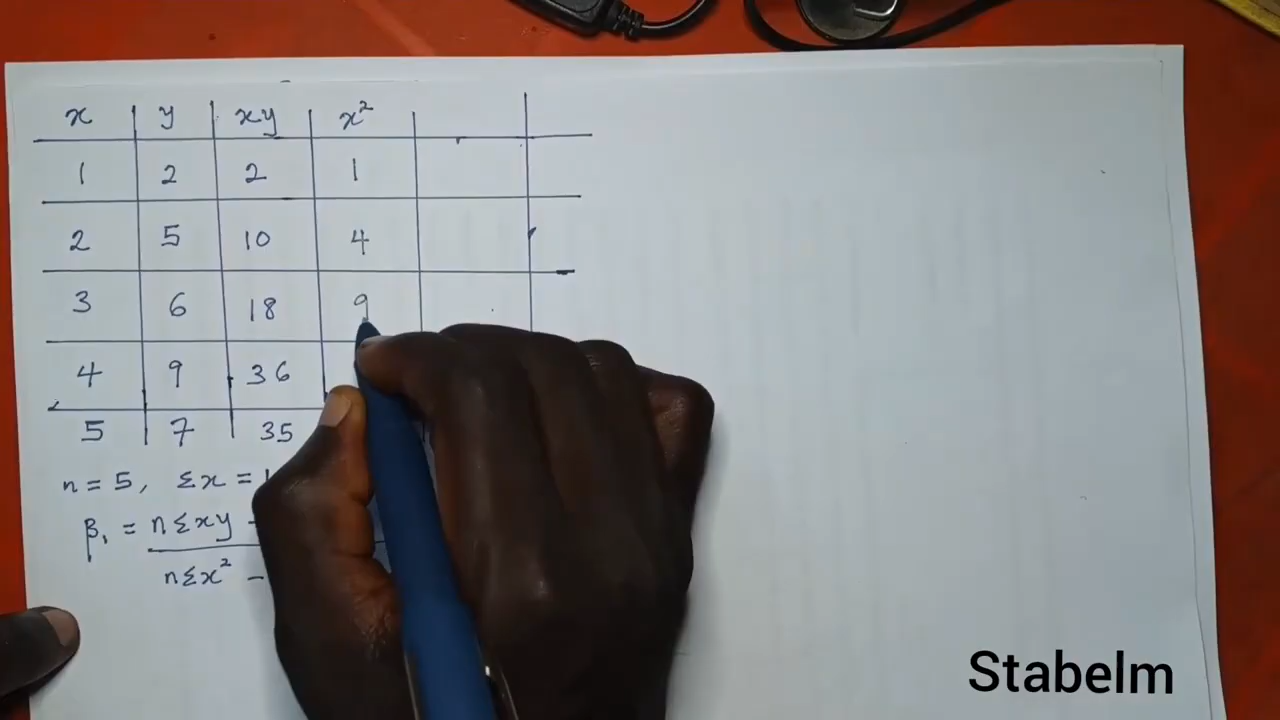 x y xy x²
1 2 2 1
2 5 10 4
3 6 18 9
4 9 36
5 7 35
n = 5, Σx =
β₁ = nΣxy -
nΣx² -
Stabelm